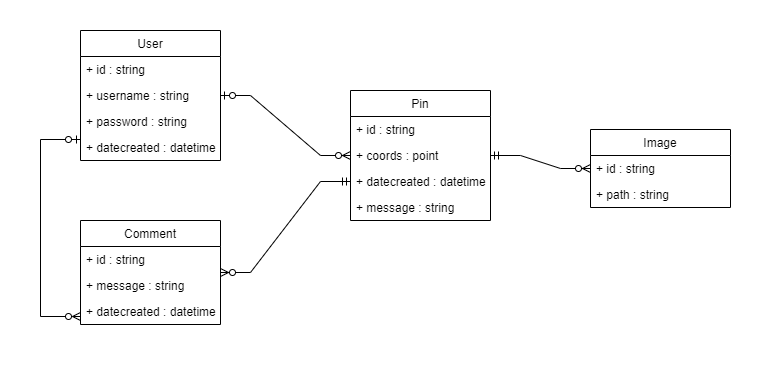 User
+ id : string
+ username : string
+ password : string
+ datecreated : datetime
Pin
+ id : string
+ coords : point
+ datecreated : datetime
+ message : string
Image
+ id : string
+ path : string
Comment
+ id : string
+ message : string
+ datecreated : datetime